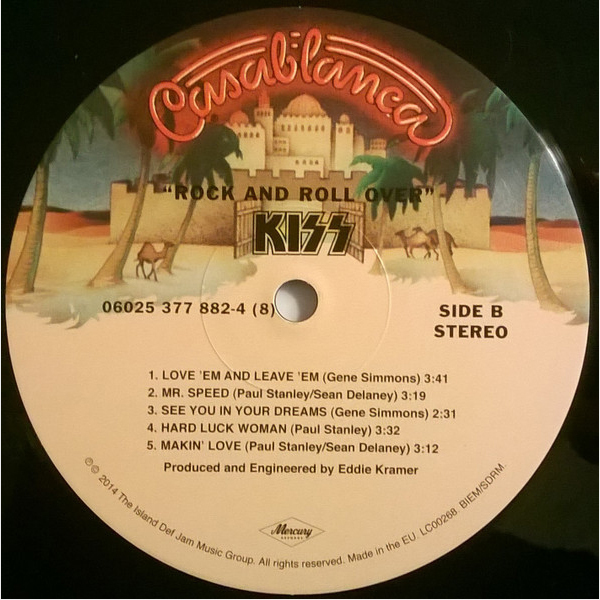 Casablanca
"ROCK AND ROLL OVER"
KISS
06025 377 882-4 (8)
SIDE B
STEREO
1. LOVE 'EM AND LEAVE 'EM (Gene Simmons) 3:41
2. MR. SPEED (Paul Stanley/Sean Delaney) 3:19
3. SEE YOU IN YOUR DREAMS (Gene Simmons) 2:31
4. HARD LUCK WOMAN (Paul Stanley) 3:32
5. MAKIN' LOVE (Paul Stanley/Sean Delaney) 3:12
Produced and Engineered by Eddie Kramer
℗© 2014 The Island Def Jam Music Group. All rights reserved. Made in the EU. LC00268. BIEM/SDRM.
Mercury
RECORDS